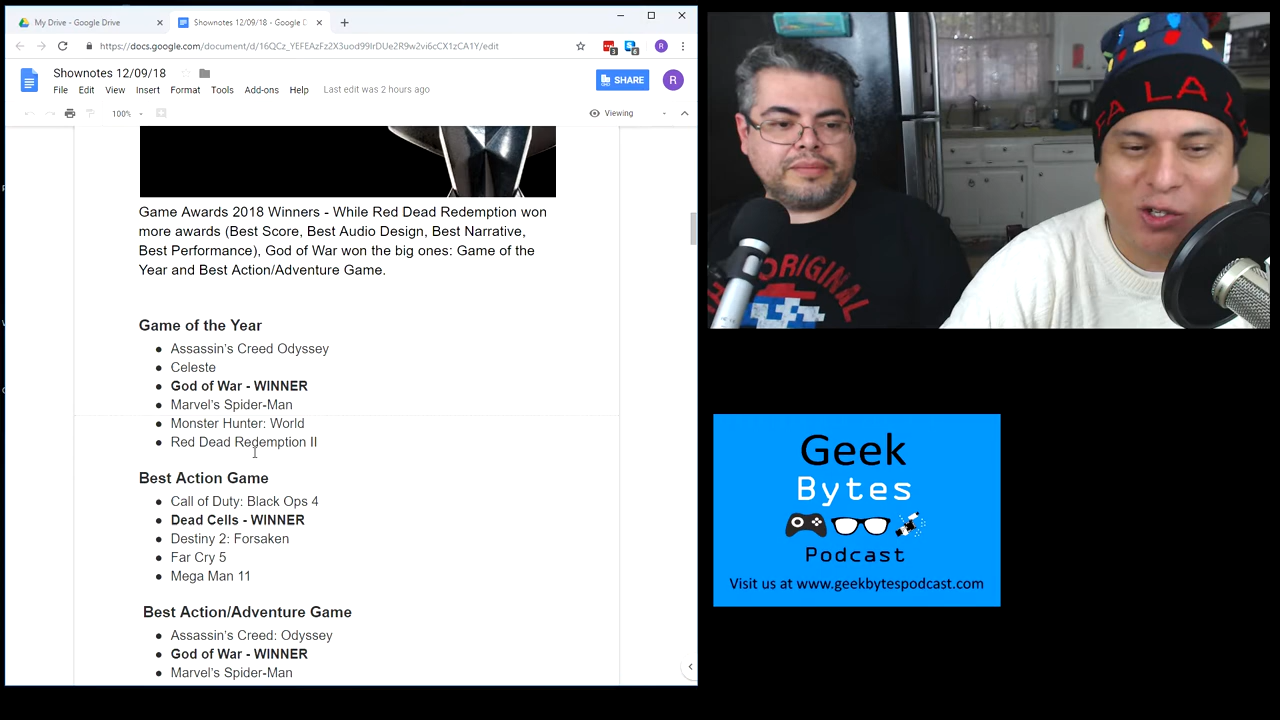 My Drive - Google Drive
Shownotes 12/09/18 - Google D
https://docs.google.com/document/d/16QCz_YEFEAzFz2X3uod99IrDUe2R9w2vi6cCX1zCA1Y/edit
Shownotes 12/09/18
SHARE
R
File Edit View Insert Format Tools Add-ons Help Last edit was 2 hours ago
100%
Viewing
Game Awards 2018 Winners - While Red Dead Redemption won
more awards (Best Score, Best Audio Design, Best Narrative,
Best Performance), God of War won the big ones: Game of the
Year and Best Action/Adventure Game.
Game of the Year
Assassin's Creed Odyssey
Celeste
God of War - WINNER
Marvel's Spider-Man
Monster Hunter: World
Red Dead Redemption II
Best Action Game
Call of Duty: Black Ops 4
Dead Cells - WINNER
Destiny 2: Forsaken
Far Cry 5
Mega Man 11
Best Action/Adventure Game
Assassin's Creed: Odyssey
God of War - WINNER
Marvel's Spider-Man
FA LA L
ORIGINAL
Geek
Bytes
Podcast
Visit us at www.geekbytespodcast.com